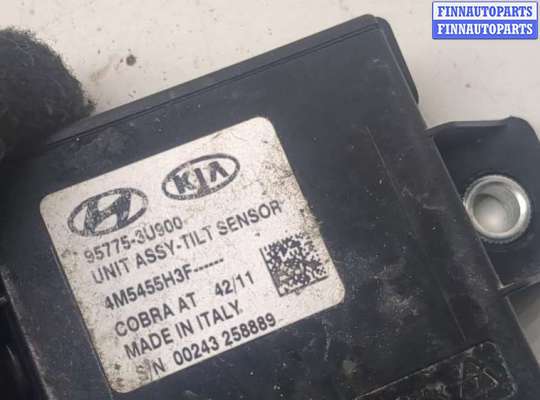 FINNAUTOPARTS
FINNAUTOPARTS
KIA
95775-3U900
UNIT ASSY-TILT SENSOR
4M5455H3F------
COBRA AT 42/11
MADE IN ITALY
S/N 00243 258889